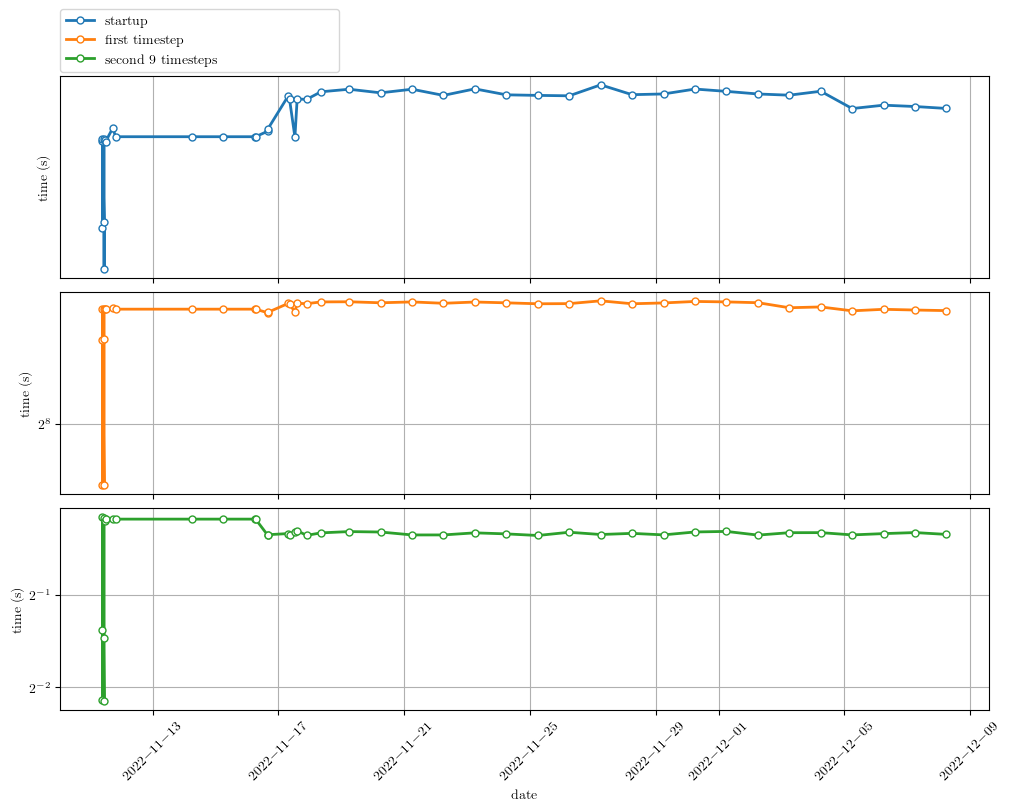 startup
first timestep
second 9 timesteps
time (s)
time (s)
2⁸
time (s)
2⁻¹
2⁻²
2022−11−13
2022−11−17
2022−11−21
2022−11−25
2022−11−29
2022−12−01
2022−12−05
2022−12−09
date